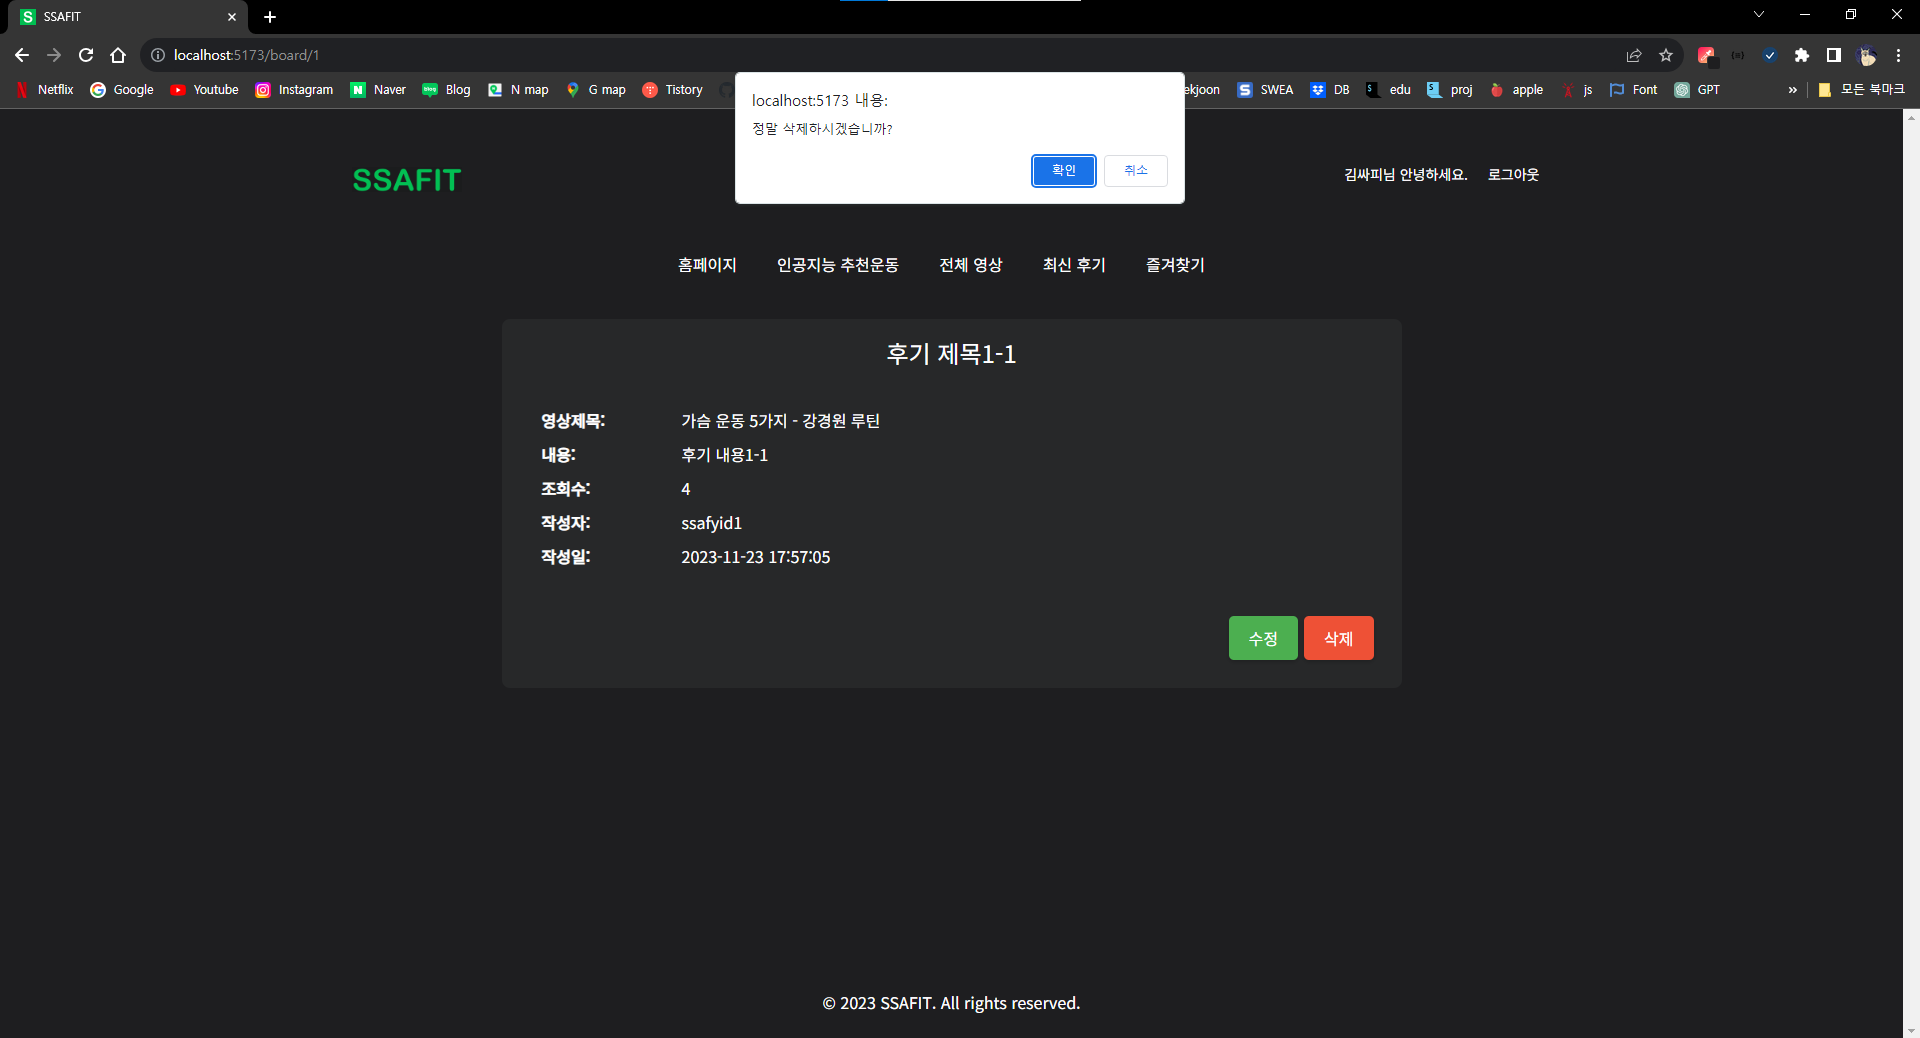 SSAFIT
localhost:5173/board/1
Netflix Google Youtube Instagram Naver Blog N map G map Tistory ekjoon SWEA DB edu proj apple js Font GPT » 모든 북마크
localhost:5173 내용:
정말 삭제하시겠습니까?
확인 취소
SSAFIT
김싸피님 안녕하세요. 로그아웃
홈페이지 인공지능 추천운동 전체 영상 최신 후기 즐겨찾기
후기 제목1-1
영상제목: 가슴 운동 5가지 - 강경원 루틴
내용: 후기 내용1-1
조회수: 4
작성자: ssafyid1
작성일: 2023-11-23 17:57:05
수정 삭제
© 2023 SSAFIT. All rights reserved.